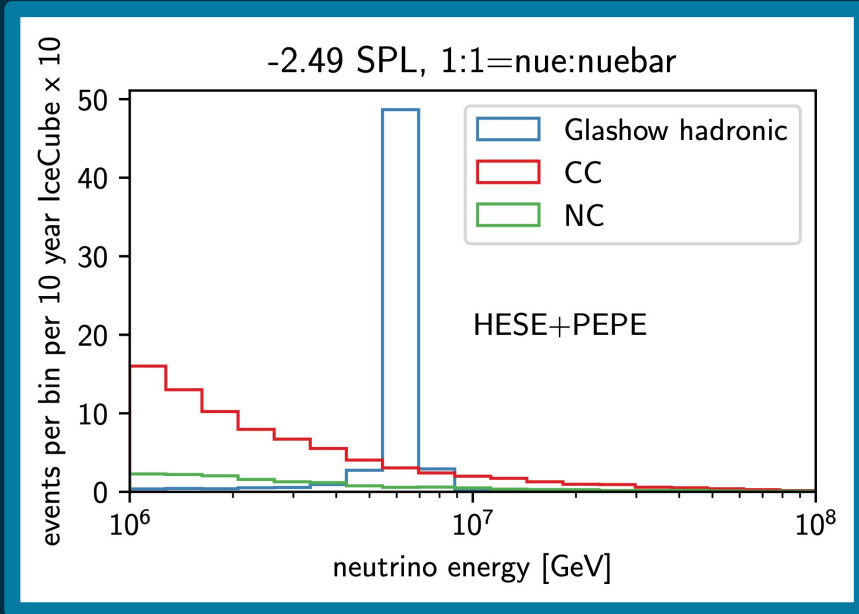 -2.49 SPL, 1:1=nue:nuebar
events per bin per 10 year IceCube x 10
50
40
30
20
10
0
Glashow hadronic
CC
NC
HESE+PEPE
10⁶
10⁷
10⁸
neutrino energy [GeV]